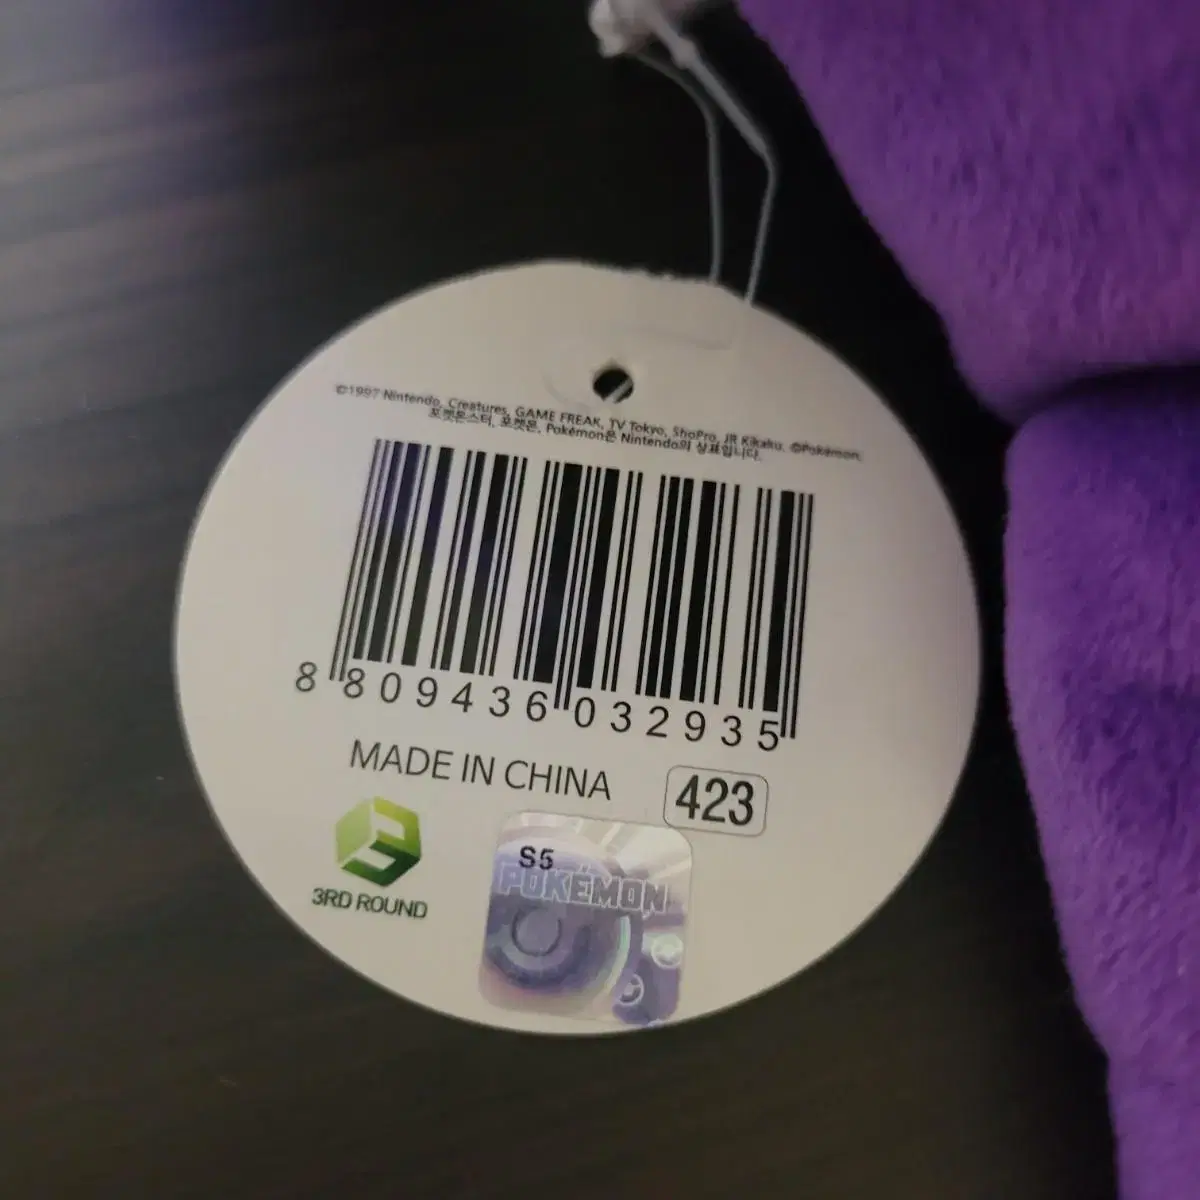 ©1997 Nintendo, Creatures, GAME FREAK, TV Tokyo, ShoPro, JR Kikaku. ©Pokémon.
포켓몬스터, 포켓몬, Pokémon은 Nintendo의 상표입니다.
8 809436 032935
MADE IN CHINA
423
3RD ROUND
S5
POKÉMON